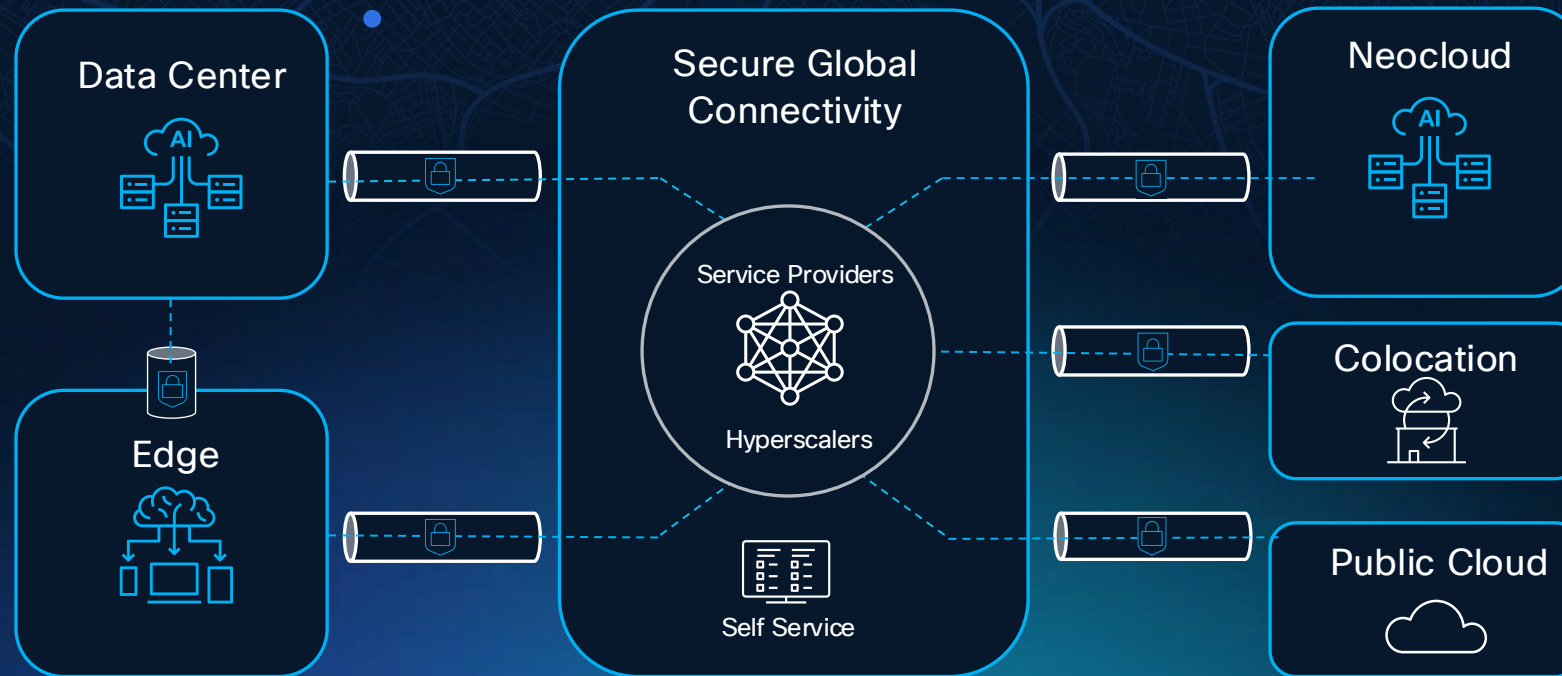 Data Center
AI
Edge
Secure Global
Connectivity
Service Providers
Hyperscalers
Self Service
Neocloud
AI
Colocation
Public Cloud